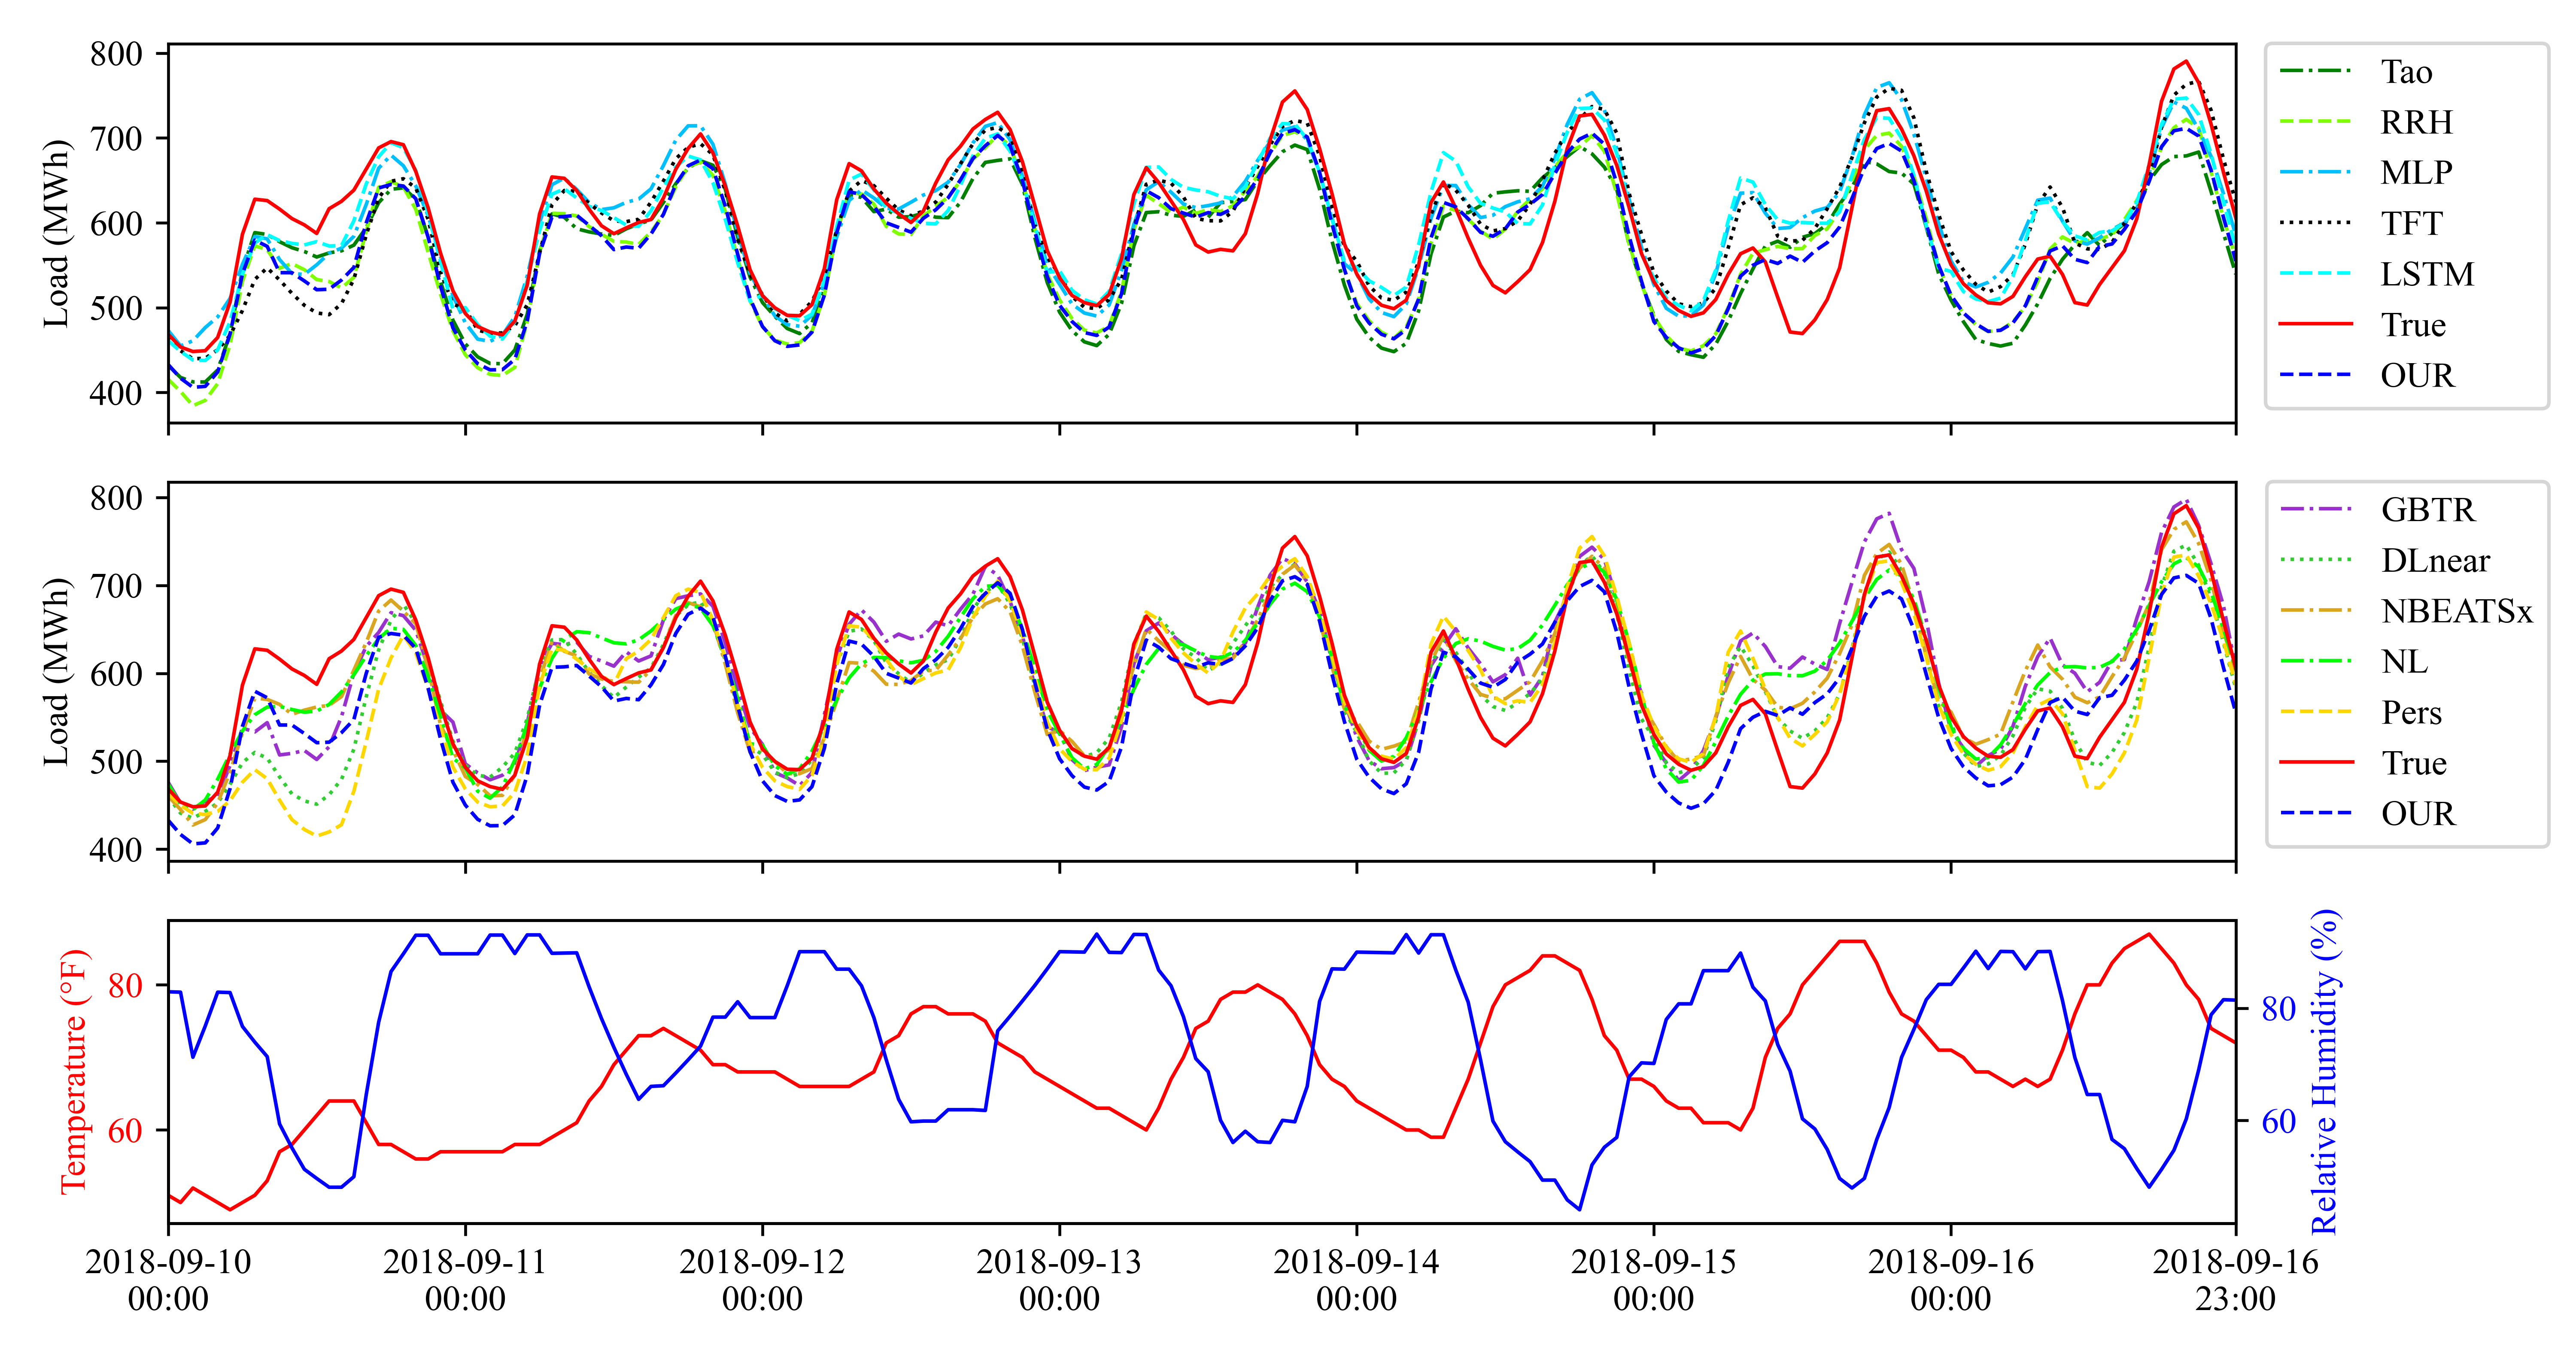 800
700
600
500
400
Load (MWh)
Tao
RRH
MLP
TFT
LSTM
True
OUR
800
700
600
500
400
Load (MWh)
GBTR
DLnear
NBEATSx
NL
Pers
True
OUR
80
60
Temperature (°F)
80
60
Relative Humidity (%)
2018-09-10 2018-09-11 2018-09-12 2018-09-13 2018-09-14 2018-09-15 2018-09-16 2018-09-16
00:00 00:00 00:00 00:00 00:00 00:00 00:00 23:00